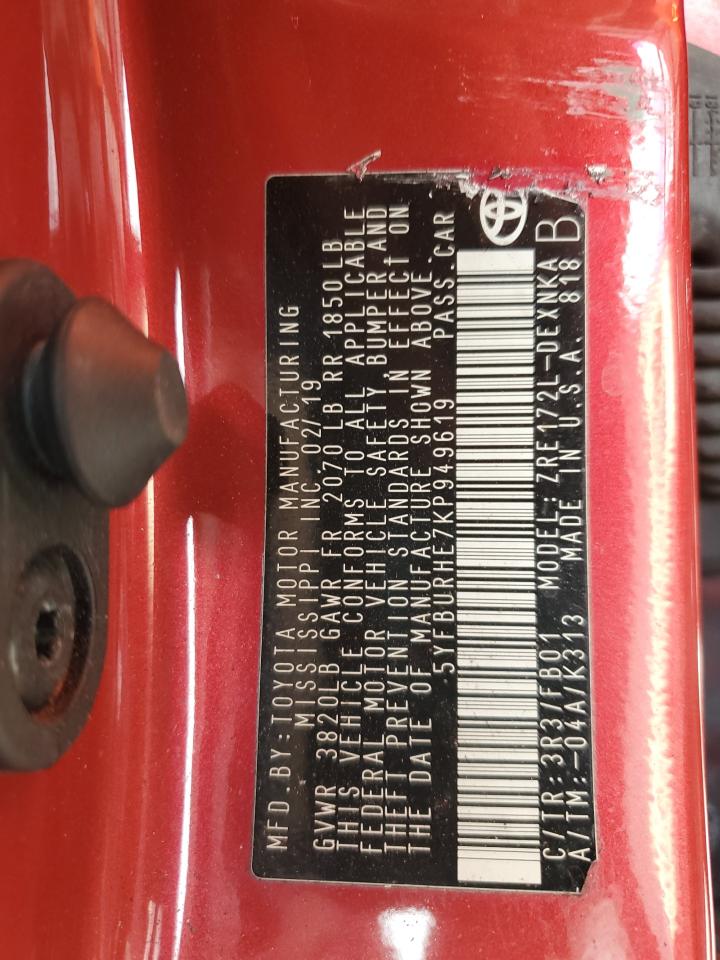 MFD.BY:TOYOTA MOTOR MANUFACTURING
MISSISSIPPI INC 02/19
GVWR 3820LB GAWR FR 2070LB RR 1850LB
THIS VEHICLE CONFORMS TO ALL APPLICABLE
FEDERAL MOTOR VEHICLE SAFETY, BUMPER AND
THEFT PREVENTION STANDARDS IN EFFECT ON
THE DATE OF MANUFACTURE SHOWN ABOVE.
5YFBURHE7KP949619 PASS.CAR
C/TR:3R3/FB01 MODEL:ZRE172L-DEXNKA
A/TM:-04A/K313 MADE IN U.S.A. 818 B